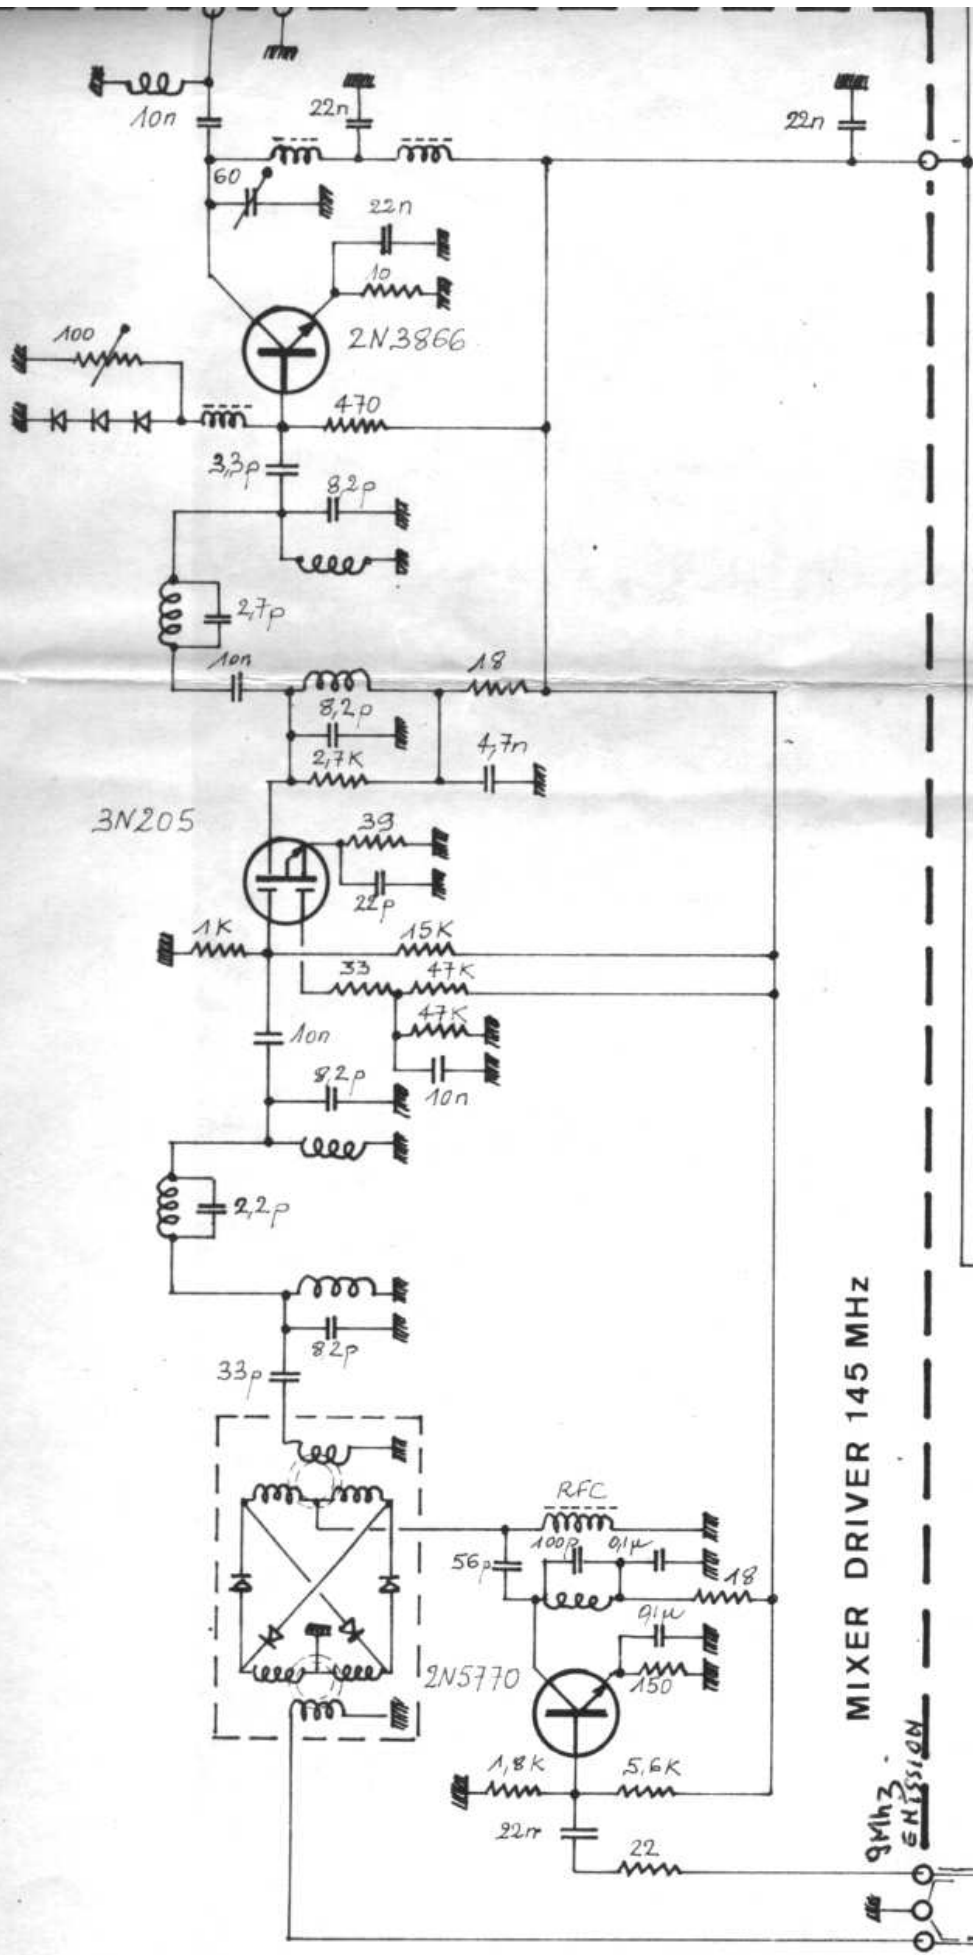 10n
22n
22n
60
22n
10
2N3866
100
470
3,3p
8,2p
2,7p
10n
18
8,2p
2,7K
4,7n
3N205
39
22p
1K
15K
33
47K
47K
10n
10n
8,2p
2,2p
8,2p
33p
RFC
100p
0,1µ
56p
18
0,1µ
2N5770
150
1,8K
5,6K
22n
22
MIXER DRIVER 145 MHz
9Mhz
EMISSION